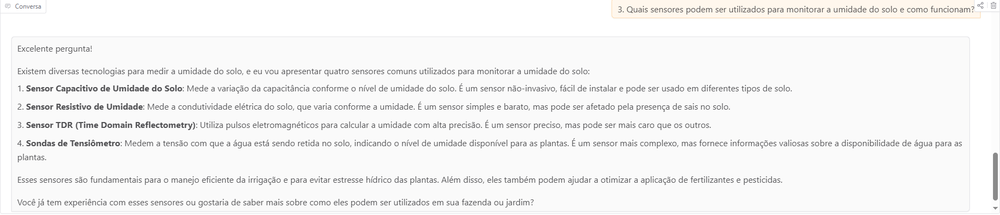 Conversa
3. Quais sensores podem ser utilizados para monitorar a umidade do solo e como funcionam?
Excelente pergunta!
Existem diversas tecnologias para medir a umidade do solo, e eu vou apresentar quatro sensores comuns utilizados para monitorar a umidade do solo:
1. Sensor Capacitivo de Umidade do Solo: Mede a variação da capacitância conforme o nível de umidade do solo. É um sensor não-invasivo, fácil de instalar e pode ser usado em diferentes tipos de solo.
2. Sensor Resistivo de Umidade: Mede a condutividade elétrica do solo, que varia conforme a umidade. É um sensor simples e barato, mas pode ser afetado pela presença de sais no solo.
3. Sensor TDR (Time Domain Reflectometry): Utiliza pulsos eletromagnéticos para calcular a umidade com alta precisão. É um sensor preciso, mas pode ser mais caro que os outros.
4. Sondas de Tensiômetro: Medem a tensão com que a água está sendo retida no solo, indicando o nível de umidade disponível para as plantas. É um sensor mais complexo, mas fornece informações valiosas sobre a disponibilidade de água para as
plantas.
Esses sensores são fundamentais para o manejo eficiente da irrigação e para evitar estresse hídrico das plantas. Além disso, eles também podem ajudar a otimizar a aplicação de fertilizantes e pesticidas.
Você já tem experiência com esses sensores ou gostaria de saber mais sobre como eles podem ser utilizados em sua fazenda ou jardim?